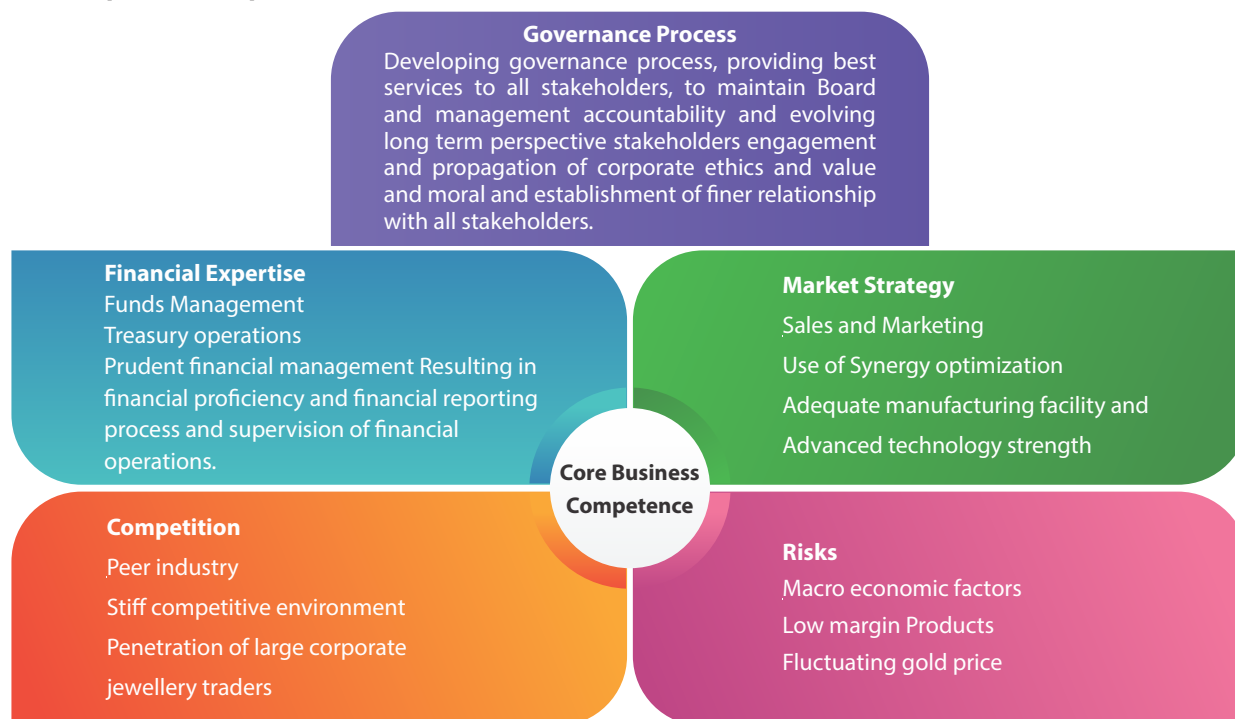 Governance Process
Developing governance process, providing best
services to all stakeholders, to maintain Board
and management accountability and evolving
long term perspective stakeholders engagement
and propagation of corporate ethics and value
and moral and establishment of finer relationship
with all stakeholders.
Financial Expertise
Funds Management
Treasury operations
Prudent financial management Resulting in
financial proficiency and financial reporting
process and supervision of financial
operations.
Market Strategy
Sales and Marketing
Use of Synergy optimization
Adequate manufacturing facility and
Advanced technology strength
Core Business
Competence
Competition
Peer industry
Stiff competitive environment
Penetration of large corporate
jewellery traders
Risks
Macro economic factors
Low margin Products
Fluctuating gold price